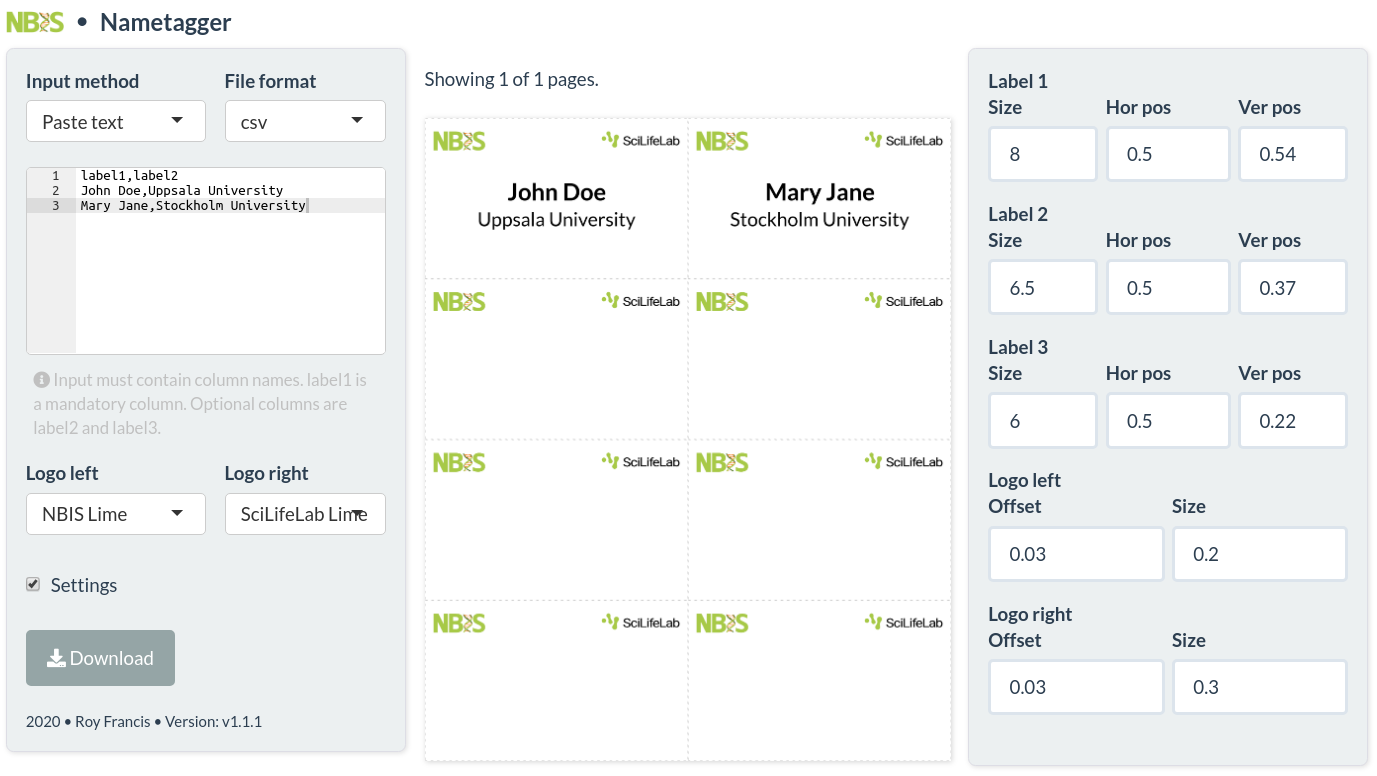 NBIS • Nametagger
Input method
File format
Paste text
csv
1 label1,label2
2 John Doe,Uppsala University
3 Mary Jane,Stockholm University
Input must contain column names. label1 is
a mandatory column. Optional columns are
label2 and label3.
Logo left
Logo right
NBIS Lime
SciLifeLab Lime
Settings
Download
2020 • Roy Francis • Version: v1.1.1
Showing 1 of 1 pages.
NBIS SciLifeLab NBIS SciLifeLab
John Doe
Uppsala University
Mary Jane
Stockholm University
NBIS SciLifeLab NBIS SciLifeLab
NBIS SciLifeLab NBIS SciLifeLab
NBIS SciLifeLab NBIS SciLifeLab
Label 1
Size Hor pos Ver pos
8 0.5 0.54
Label 2
Size Hor pos Ver pos
6.5 0.5 0.37
Label 3
Size Hor pos Ver pos
6 0.5 0.22
Logo left
Offset Size
0.03 0.2
Logo right
Offset Size
0.03 0.3